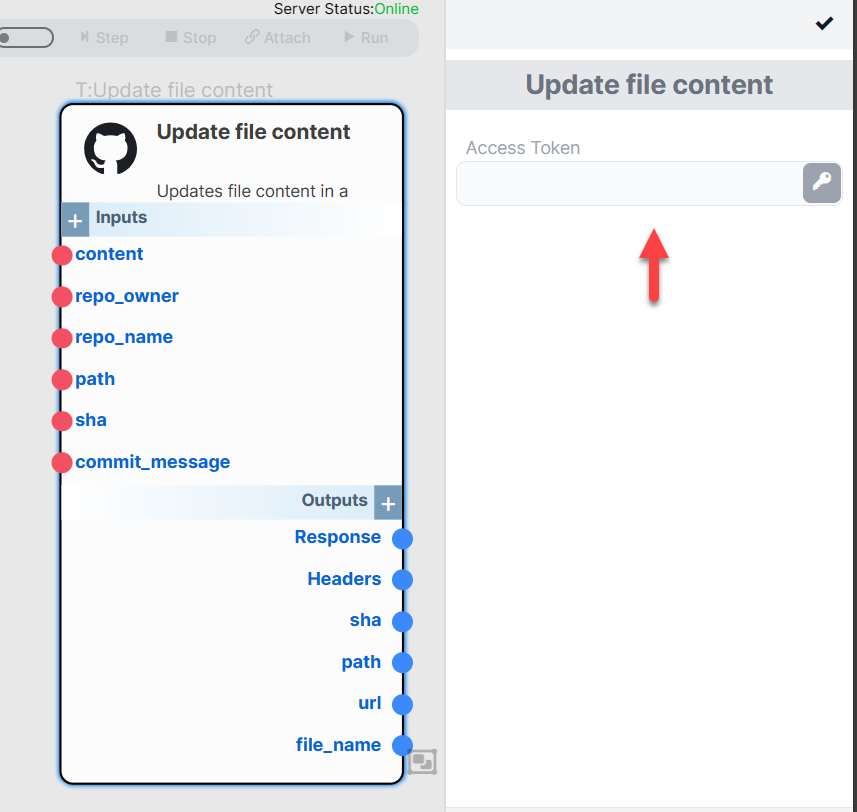 Server Status:Online
Step Stop Attach Run
T:Update file content
Update file content
Updates file content in a
Inputs
content
repo_owner
repo_name
path
sha
commit_message
Outputs
Response
Headers
sha
path
url
file_name
Update file content
Access Token